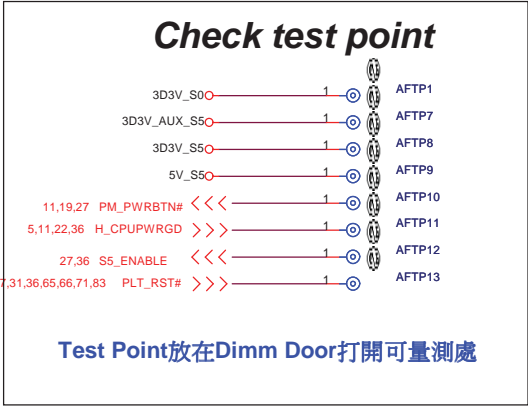 Check test point
3D3V_S0 1 AFTP1
3D3V_AUX_S5 1 AFTP7
3D3V_S5 1 AFTP8
5V_S5 1 AFTP9
11,19,27 PM_PWRBTN# 1 AFTP10
5,11,22,36 H_CPUPWRGD 1 AFTP11
27,36 S5_ENABLE 1 AFTP12
7,31,36,65,66,71,83 PLT_RST# 1 AFTP13
Test Point放在Dimm Door打開可量測處